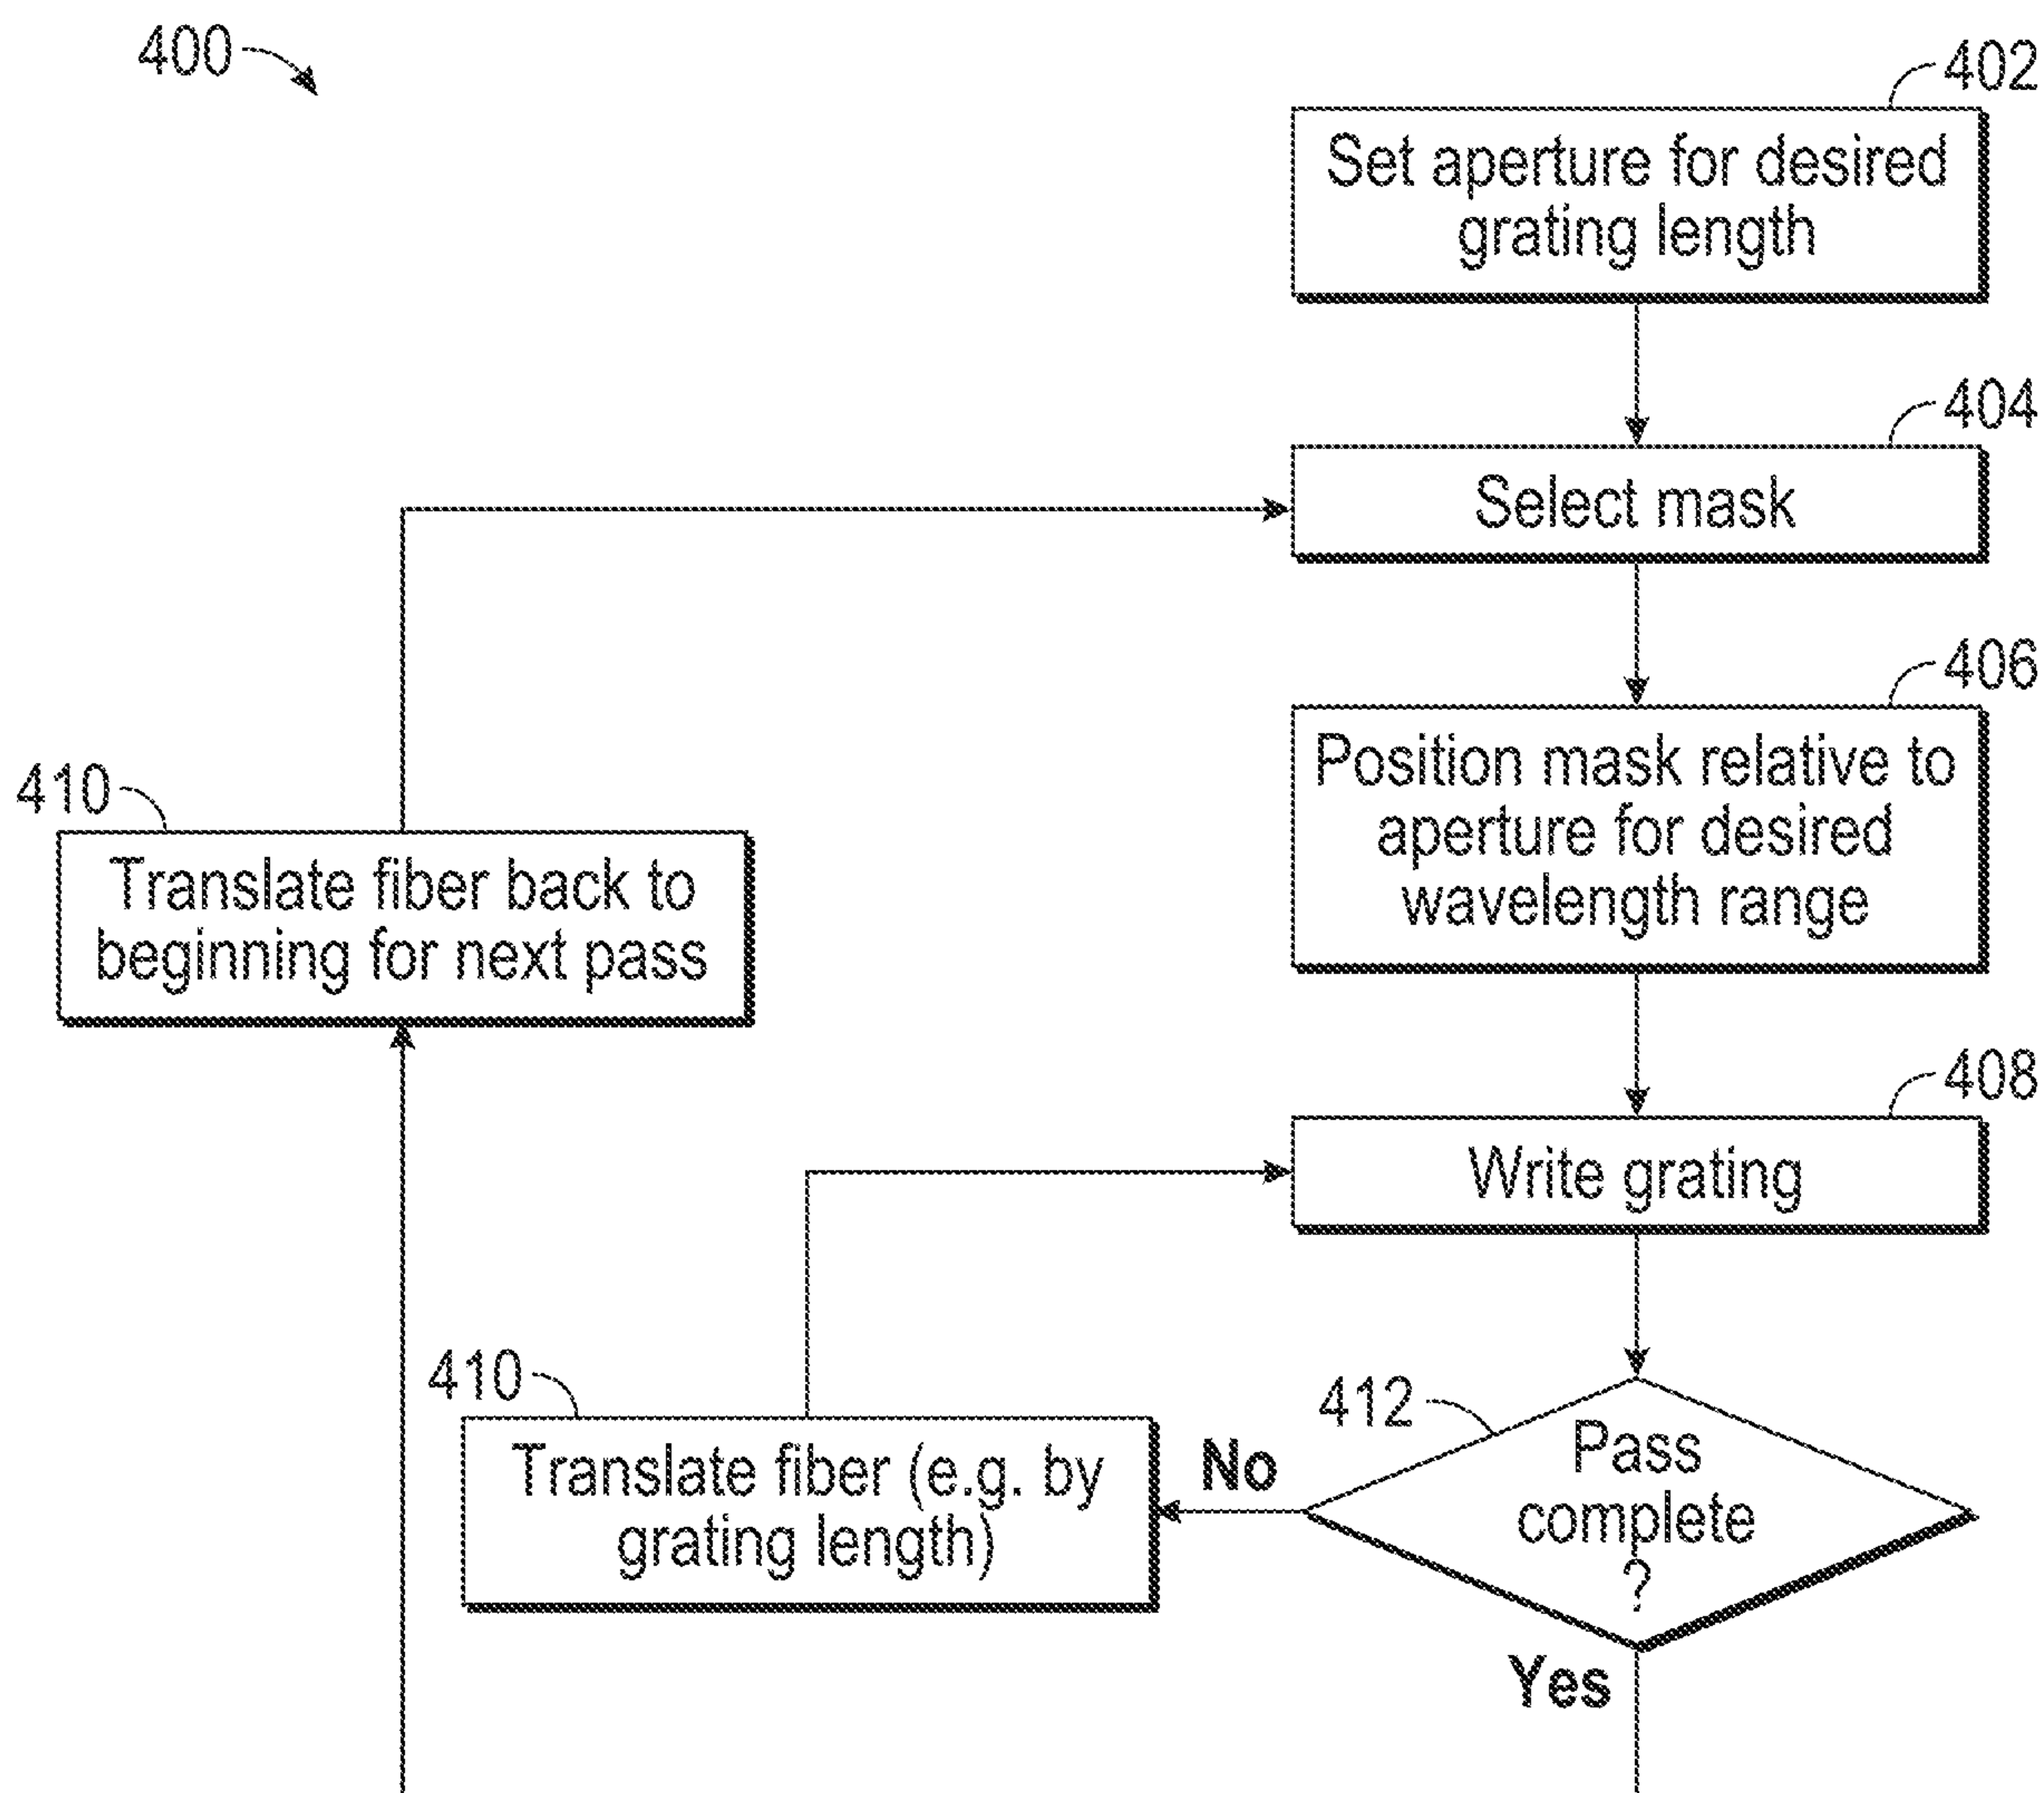 400
402
Set aperture for desired
grating length
404
Select mask
406
Position mask relative to
aperture for desired
wavelength range
410
Translate fiber back to
beginning for next pass
408
Write grating
410
Translate fiber (e.g. by
grating length)
No
412
Pass
complete
?
Yes